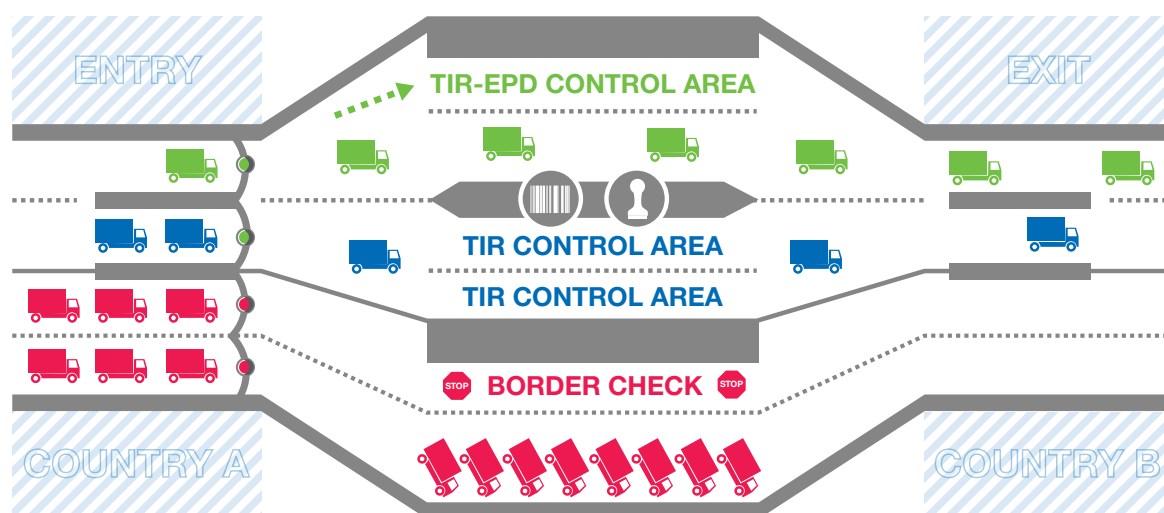 ENTRY
EXIT
TIR-EPD CONTROL AREA
TIR CONTROL AREA
TIR CONTROL AREA
STOP BORDER CHECK STOP
COUNTRY A
COUNTRY B